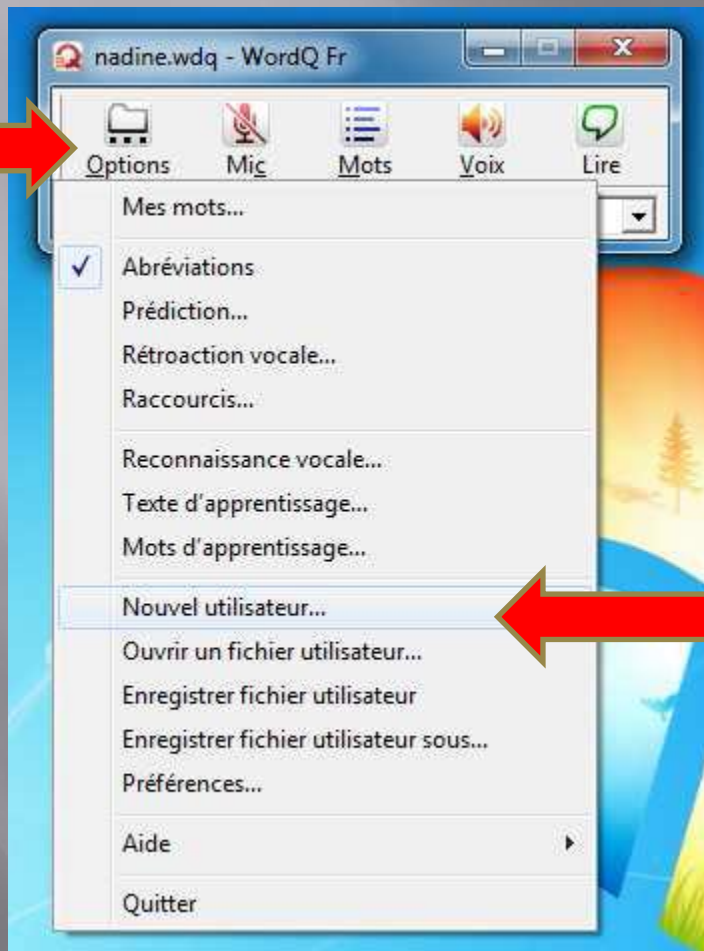 nadine.wdq - WordQ Fr
Options Mic Mots Voix Lire
Mes mots...
Abréviations
Prédiction...
Rétroaction vocale...
Raccourcis...
Reconnaissance vocale...
Texte d'apprentissage...
Mots d'apprentissage...
Nouvel utilisateur...
Ouvrir un fichier utilisateur...
Enregistrer fichier utilisateur
Enregistrer fichier utilisateur sous...
Préférences...
Aide
Quitter